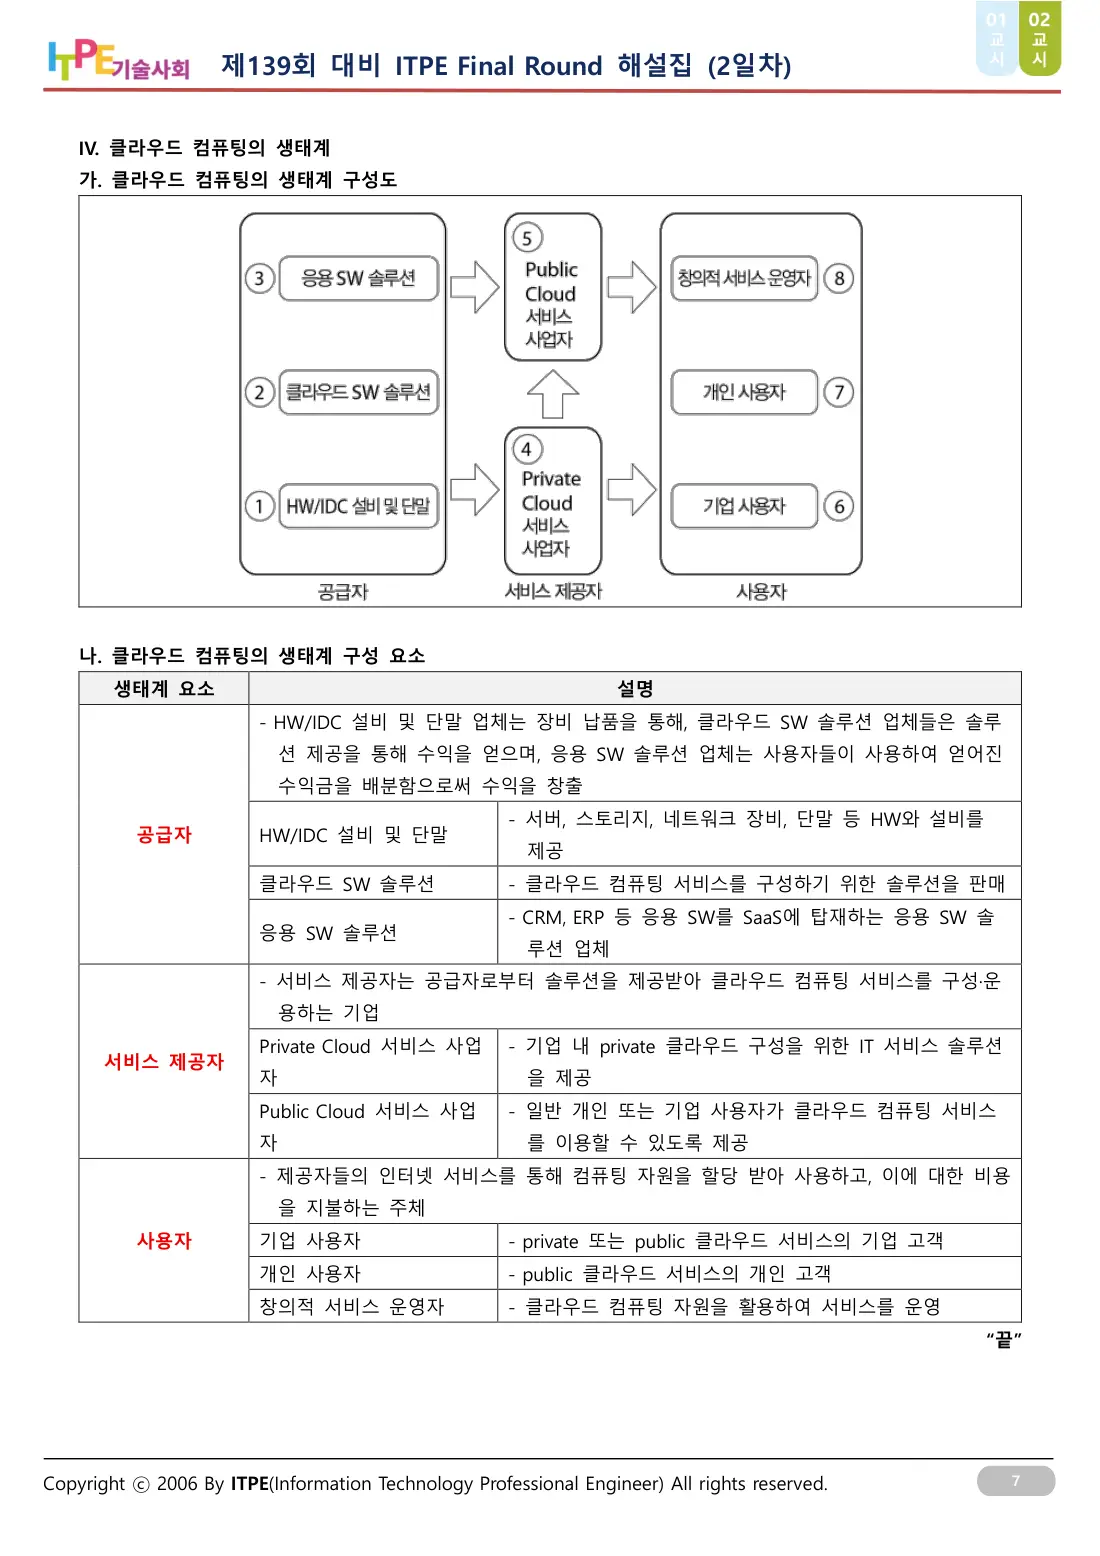 ITPE기술사회 제139회 대비 ITPE Final Round 해설집 (2일차)
01
교
시
02
교
시
IV. 클라우드 컴퓨팅의 생태계
가. 클라우드 컴퓨팅의 생태계 구성도
③ 응용 SW 솔루션
② 클라우드 SW 솔루션
① HW/IDC 설비 및 단말
공급자
⑤
Public
Cloud
서비스
사업자
④
Private
Cloud
서비스
사업자
서비스 제공자
창의적 서비스 운영자 ⑧
개인 사용자 ⑦
기업 사용자 ⑥
사용자
나. 클라우드 컴퓨팅의 생태계 구성 요소
생태계 요소 설명
공급자
- HW/IDC 설비 및 단말 업체는 장비 납품을 통해, 클라우드 SW 솔루션 업체들은 솔루
션 제공을 통해 수익을 얻으며, 응용 SW 솔루션 업체는 사용자들이 사용하여 얻어진
수익금을 배분함으로써 수익을 창출
HW/IDC 설비 및 단말
- 서버, 스토리지, 네트워크 장비, 단말 등 HW와 설비를
제공
클라우드 SW 솔루션
- 클라우드 컴퓨팅 서비스를 구성하기 위한 솔루션을 판매
응용 SW 솔루션
- CRM, ERP 등 응용 SW를 SaaS에 탑재하는 응용 SW 솔
루션 업체
서비스 제공자
- 서비스 제공자는 공급자로부터 솔루션을 제공받아 클라우드 컴퓨팅 서비스를 구성·운
용하는 기업
Private Cloud 서비스 사업
자
- 기업 내 private 클라우드 구성을 위한 IT 서비스 솔루션
을 제공
Public Cloud 서비스 사업
자
- 일반 개인 또는 기업 사용자가 클라우드 컴퓨팅 서비스
를 이용할 수 있도록 제공
사용자
- 제공자들의 인터넷 서비스를 통해 컴퓨팅 자원을 할당 받아 사용하고, 이에 대한 비용
을 지불하는 주체
기업 사용자
- private 또는 public 클라우드 서비스의 기업 고객
개인 사용자
- public 클라우드 서비스의 개인 고객
창의적 서비스 운영자
- 클라우드 컴퓨팅 자원을 활용하여 서비스를 운영
“끝”
Copyright ⓒ 2006 By ITPE(Information Technology Professional Engineer) All rights reserved.
7